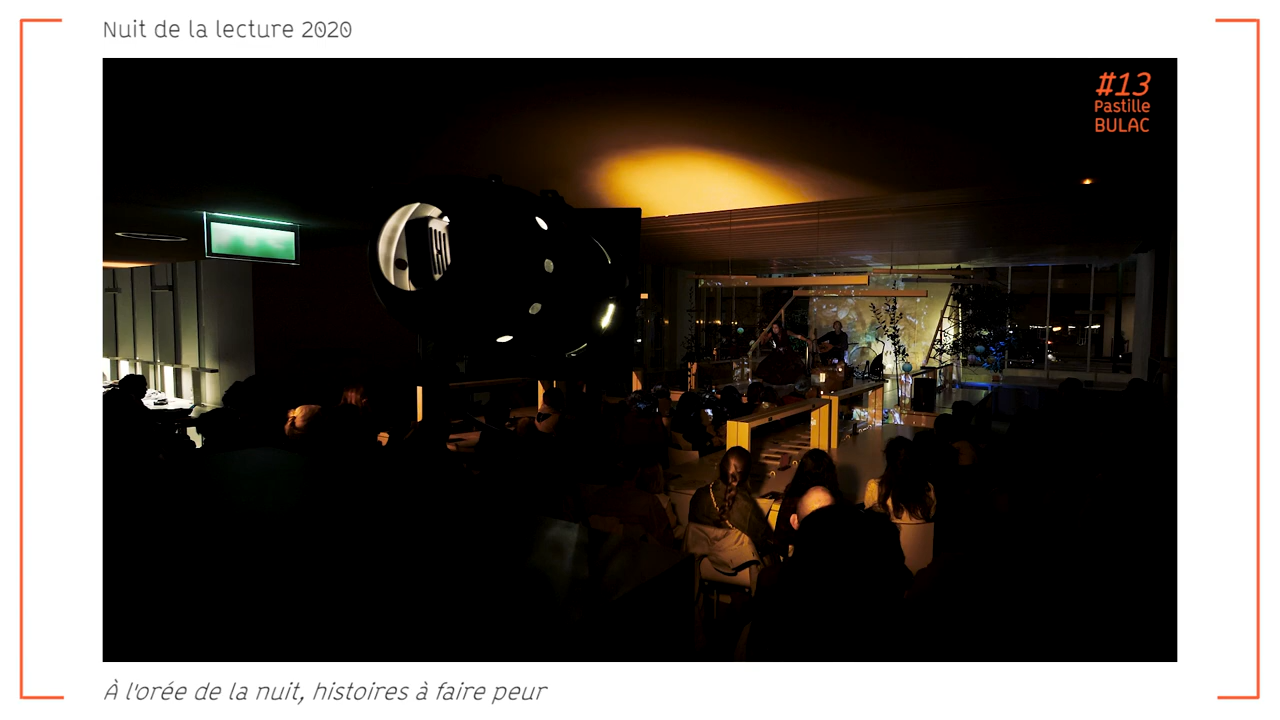 Nuit de la lecture 2020
#13
Pastille
BULAC
À l'orée de la nuit, histoires à faire peur